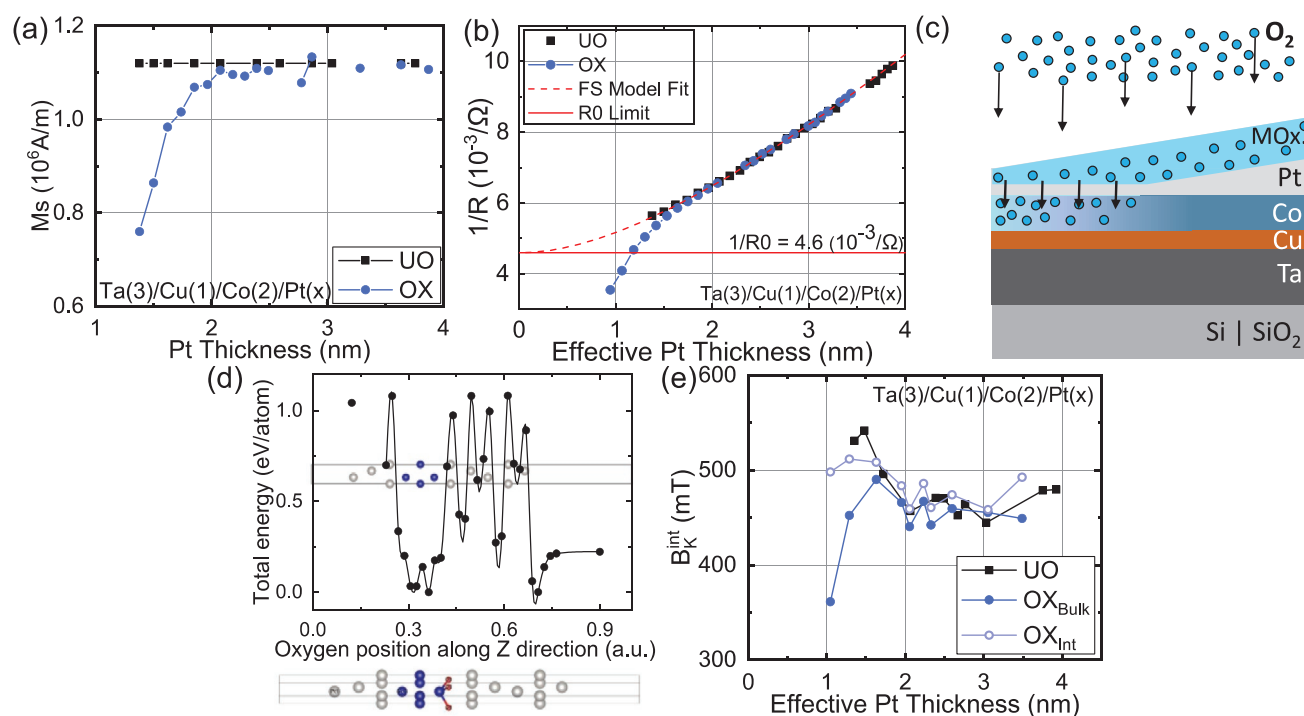 (a)
1.2
1.0
0.8
0.6
Ms (10⁶A/m)
UO
OX
Ta(3)/Cu(1)/Co(2)/Pt(x)
1 2 3 4
Pt Thickness (nm)
(b)
10
8
6
4
1/R (10⁻³/Ω)
UO
OX
FS Model Fit
R0 Limit
1/R0 = 4.6 (10⁻³/Ω)
Ta(3)/Cu(1)/Co(2)/Pt(x)
0 1 2 3 4
Effective Pt Thickness (nm)
(c)
O₂
MOx.
Pt
Co
Cu
Ta
Si | SiO₂
(d)
1.0
0.5
0.0
Total energy (eV/atom)
0.0 0.3 0.6 0.9
Oxygen position along Z direction (a.u.)
(e)
600
500
400
300
B_K^int (mT)
Ta(3)/Cu(1)/Co(2)/Pt(x)
UO
OX_Bulk
OX_Int
0 1 2 3 4
Effective Pt Thickness (nm)